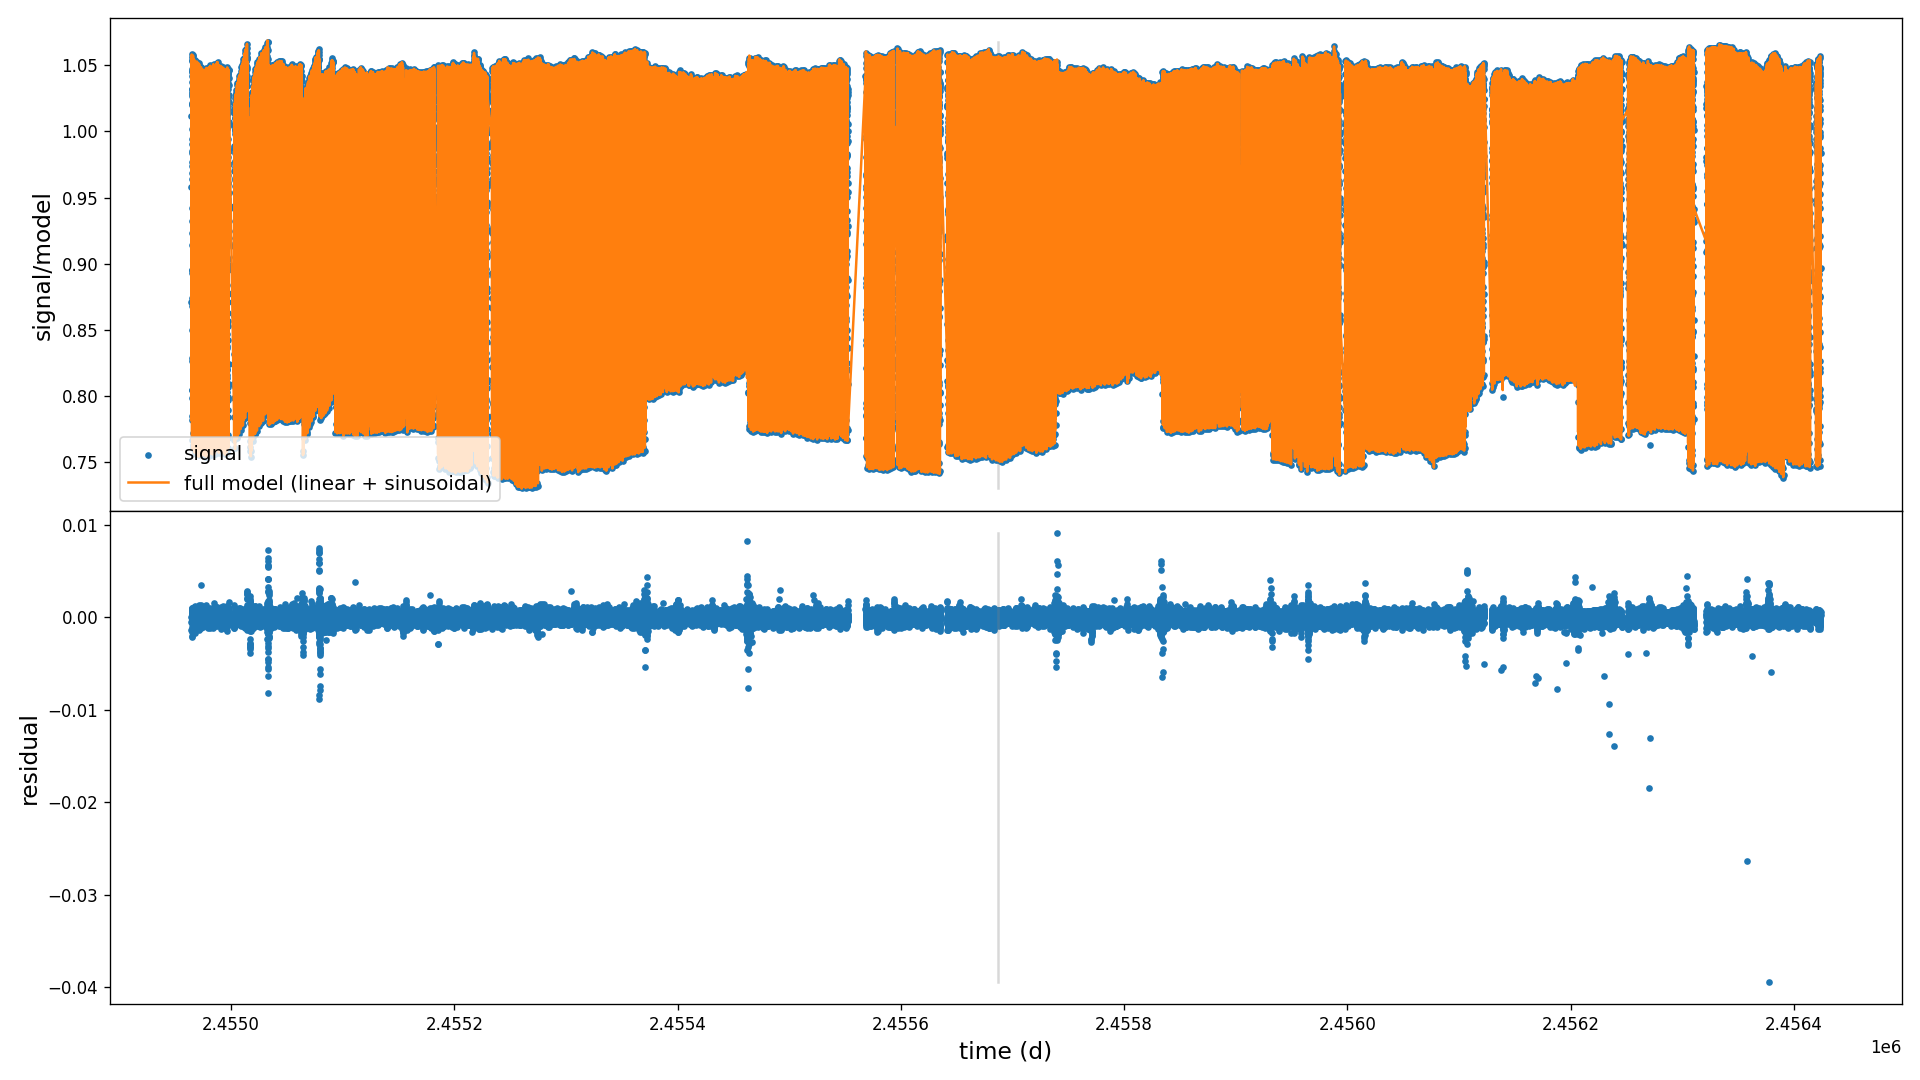 signal/model
1.05
1.00
0.95
0.90
0.85
0.80
0.75
signal
full model (linear + sinusoidal)
residual
0.01
0.00
−0.01
−0.02
−0.03
−0.04
2.4550 2.4552 2.4554 2.4556 2.4558 2.4560 2.4562 2.4564
1e6
time (d)